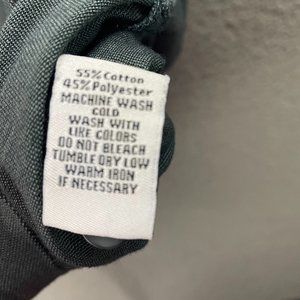 55% Cotton
45% Polyester
MACHINE WASH
COLD
WASH WITH
LIKE COLORS
DO NOT BLEACH
TUMBLE DRY LOW
WARM IRON
IF NECESSARY